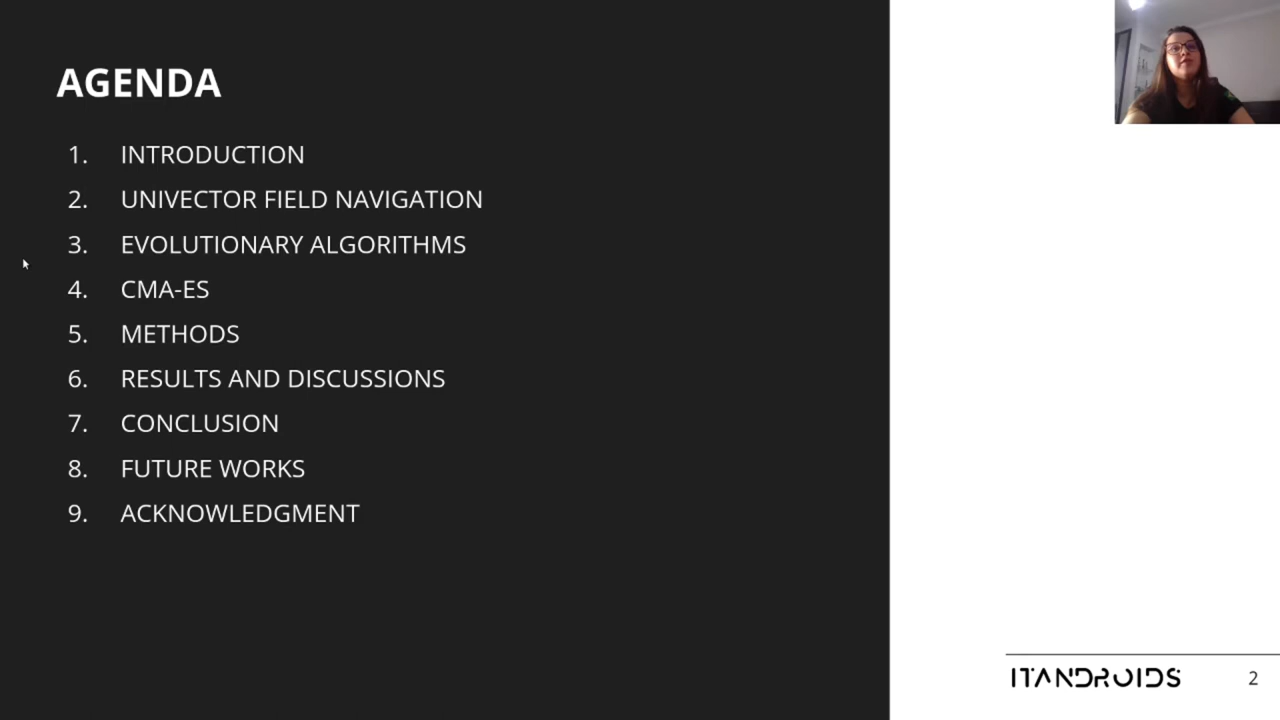 AGENDA
1. INTRODUCTION
2. UNIVECTOR FIELD NAVIGATION
3. EVOLUTIONARY ALGORITHMS
4. CMA-ES
5. METHODS
6. RESULTS AND DISCUSSIONS
7. CONCLUSION
8. FUTURE WORKS
9. ACKNOWLEDGMENT
ITANDROIDS 2